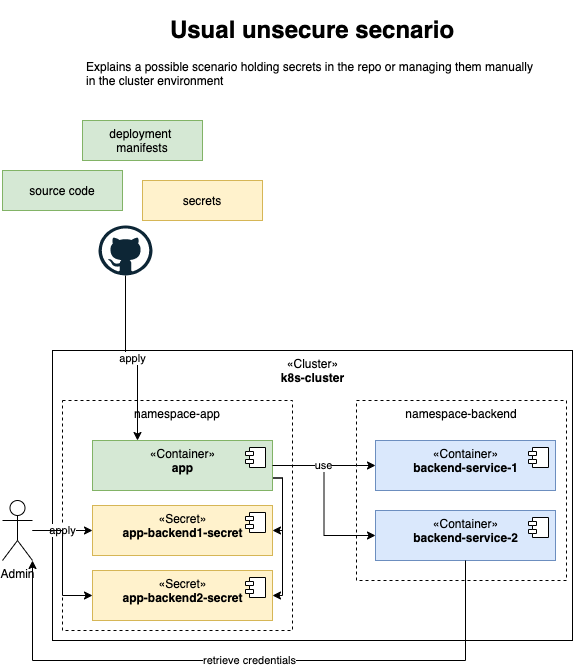 Usual unsecure secnario
Explains a possible scenario holding secrets in the repo or managing them manually
in the cluster environment
deployment
manifests
source code
secrets
apply
«Cluster»
k8s-cluster
namespace-app
namespace-backend
«Container»
app
use
«Container»
backend-service-1
«Secret»
app-backend1-secret
«Container»
backend-service-2
apply
Admin
«Secret»
app-backend2-secret
retrieve credentials